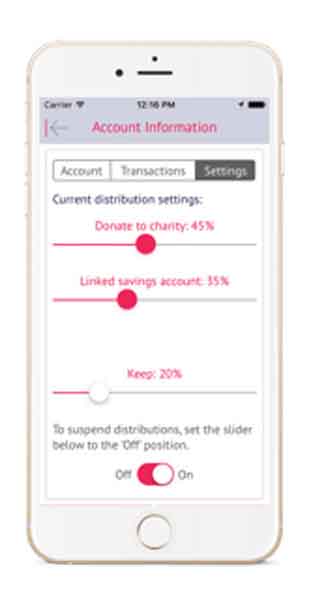 Carrier 12:16 PM
Account Information
Account Transactions Settings
Current distribution settings:
Donate to charity: 45%
Linked savings account: 35%
Keep: 20%
To suspend distributions, set the slider
below to the 'Off' position.
Off On